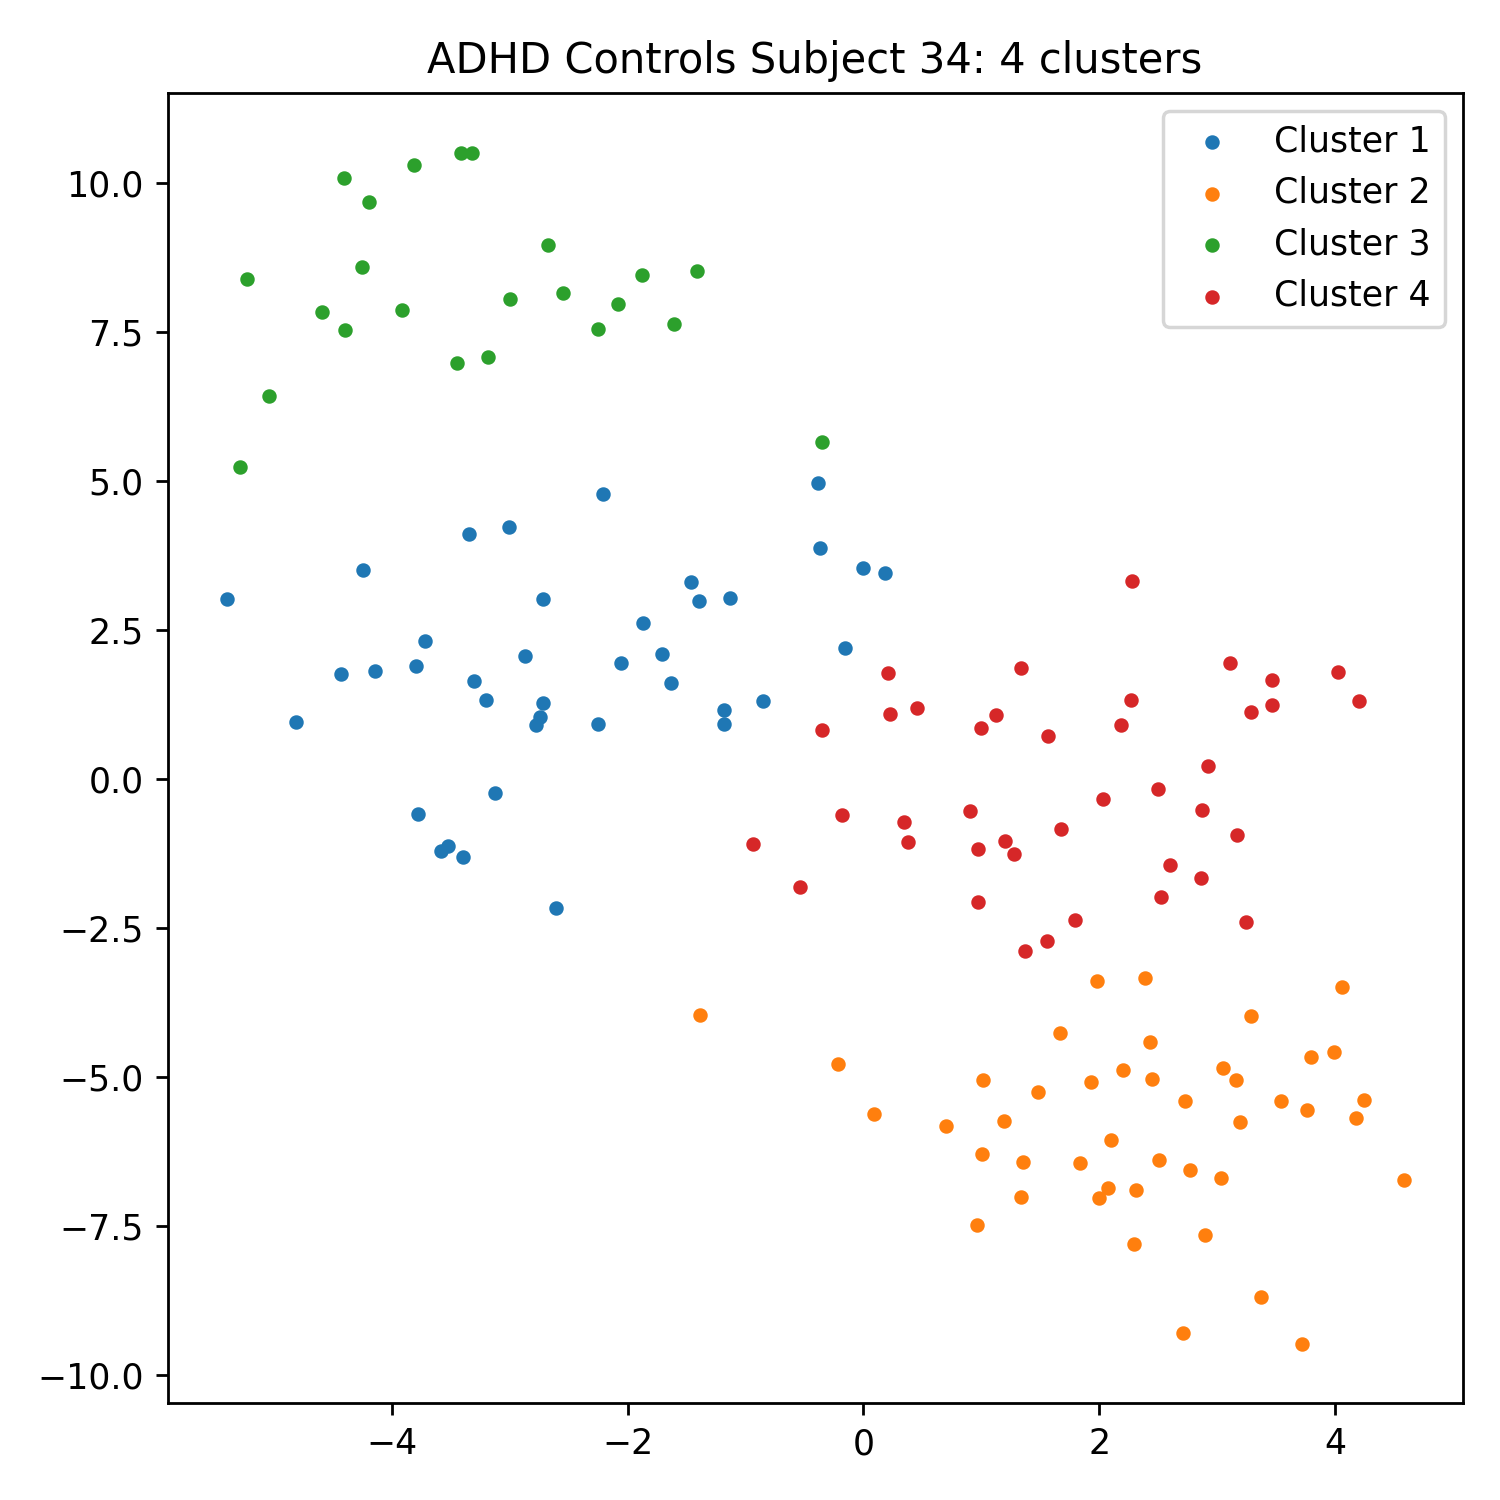 ADHD Controls Subject 34: 4 clusters
Cluster 1
Cluster 2
Cluster 3
Cluster 4
10.0
7.5
5.0
2.5
0.0
−2.5
−5.0
−7.5
−10.0
−4 −2 0 2 4